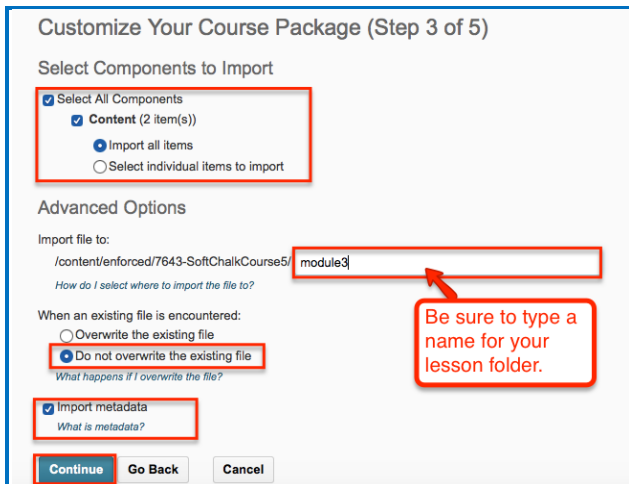 Customize Your Course Package (Step 3 of 5)
Select Components to Import
Select All Components
Content (2 item(s))
Import all items
Select individual items to import
Advanced Options
Import file to:
/content/enforced/7643-SoftChalkCourse5/ module3
How do I select where to import the file to?
When an existing file is encountered:
Overwrite the existing file
Do not overwrite the existing file
What happens if I overwrite the file?
Be sure to type a
name for your
lesson folder.
Import metadata
What is metadata?
Continue Go Back Cancel